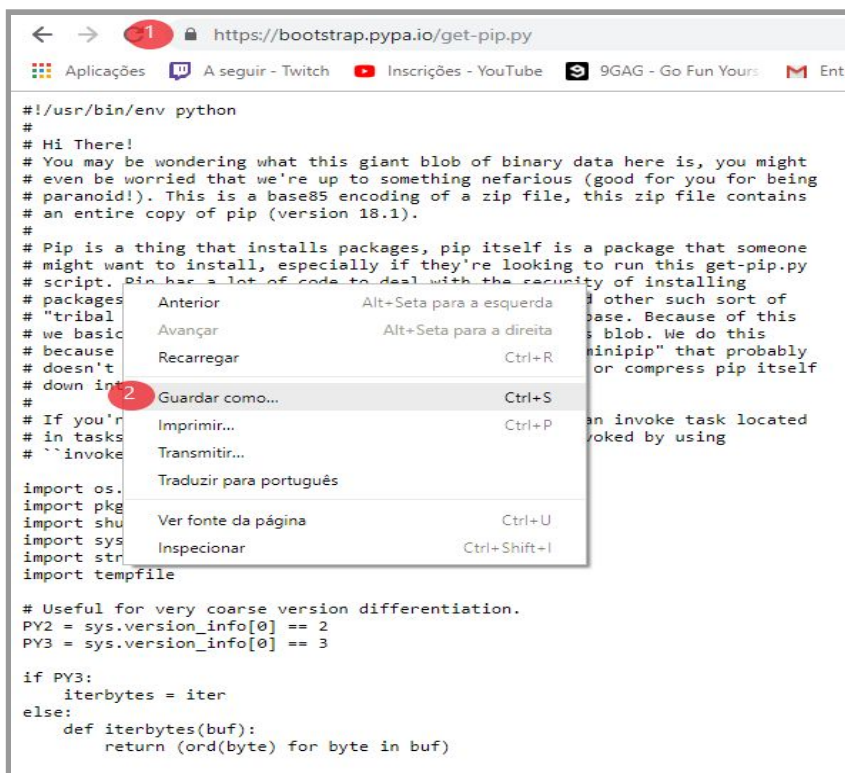 1
https://bootstrap.pypa.io/get-pip.py
Aplicações A seguir - Twitch Inscrições - YouTube 9GAG - Go Fun Yours Ent
#!/usr/bin/env python
#
# Hi There!
# You may be wondering what this giant blob of binary data here is, you might
# even be worried that we're up to something nefarious (good for you for being
# paranoid!). This is a base85 encoding of a zip file, this zip file contains
# an entire copy of pip (version 18.1).
#
# Pip is a thing that installs packages, pip itself is a package that someone
# might want to install, especially if they're looking to run this get-pip.py
# script. Pip has a lot of code to deal with the security of installing
# packages other such sort of
# "tribal base. Because of this
# we basic s blob. We do this
# because minipip" that probably
# doesn't or compress pip itself
# down int
#
# If you'r an invoke task located
# in tasks voked by using
# ``invoke
Anterior Alt+Seta para a esquerda
Avançar Alt+Seta para a direita
Recarregar Ctrl+R
2
Guardar como... Ctrl+S
Imprimir... Ctrl+P
Transmitir...
Traduzir para português
Ver fonte da página Ctrl+U
Inspecionar Ctrl+Shift+I
import os.
import pkg
import shu
import sys
import str
import tempfile
# Useful for very coarse version differentiation.
PY2 = sys.version_info[0] == 2
PY3 = sys.version_info[0] == 3
if PY3:
    iterbytes = iter
else:
    def iterbytes(buf):
        return (ord(byte) for byte in buf)